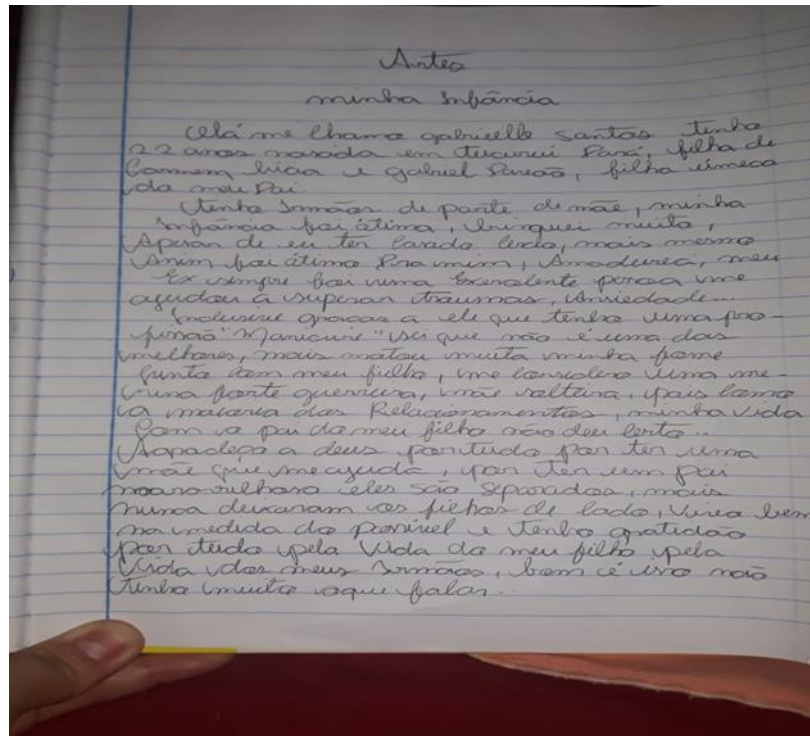 Artes
minha Infância
Olá me chamo gabrielle Santos tenho
22 anos nascida em tucurui Pará, filha de
Carmem lúcia e gabriel, filha
do meu Pai.
tenho Irmãos de parte de mãe, minha
Infância foi ótima, brinquei muito,
Apesar de eu ter casado cedo, mais mesmo
Assim foi ótimo Pra mim, Amadureci, meu
Ex sempre foi uma Excelente pessoa me
ajudou a superar traumas, Ansiedade...
Inclusive graças a ele que tenho uma pro-
fissão "Manicure" sei que não é uma das
melhores, mais matou muita minha fome
Junto com meu filho, me considero uma me-
nina forte guerreira, mãe solteira, pois como
a maioria dos Relacionamentos, minha vida
Com o pai do meu filho não deu certo...
Agradeço a deus por tudo por ter uma
mãe que me ajuda, por ter um pai
maravilhoso eles são Separados, mais
nunca deixaram os filhos de lado, Vivo bem
na medida do possível e tenho gratidão
por tudo pela Vida do meu filho pela
Vida dos meus Irmãos, bom é isso não
tenho muito oque falar.